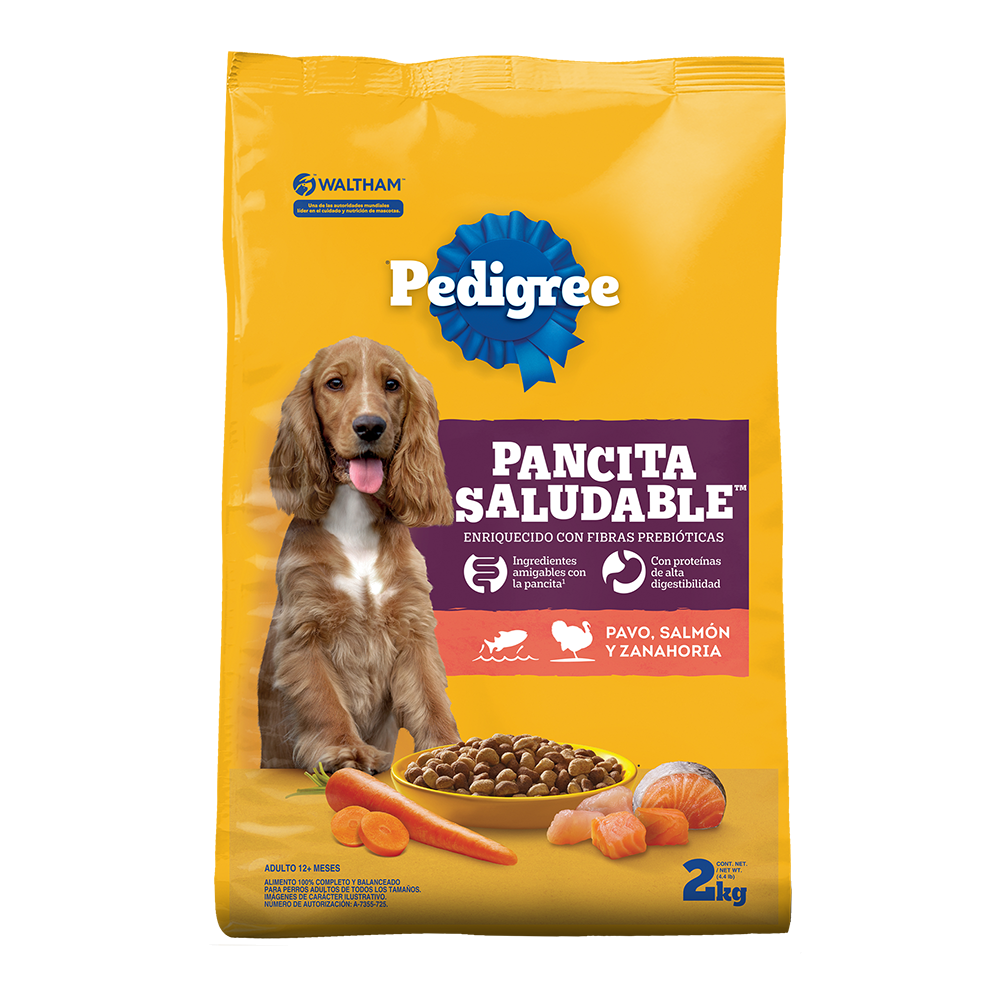 WALTHAM™
Una de las autoridades mundiales
líder en el cuidado y nutrición de mascotas.
Pedigree
PANCITA
SALUDABLE™
ENRIQUECIDO CON FIBRAS PREBIÓTICAS
Ingredientes
amigables con
la pancita¹
Con proteínas
de alta
digestibilidad
PAVO, SALMÓN
Y ZANAHORIA
ADULTO 12+ MESES
ALIMENTO 100% COMPLETO Y BALANCEADO
PARA PERROS ADULTOS DE TODOS LOS TAMAÑOS.
IMÁGENES DE CARÁCTER ILUSTRATIVO.
NÚMERO DE AUTORIZACIÓN: A-7355-725.
2kg
CONT. NET.
/ NET WT.
(4.4 lb)